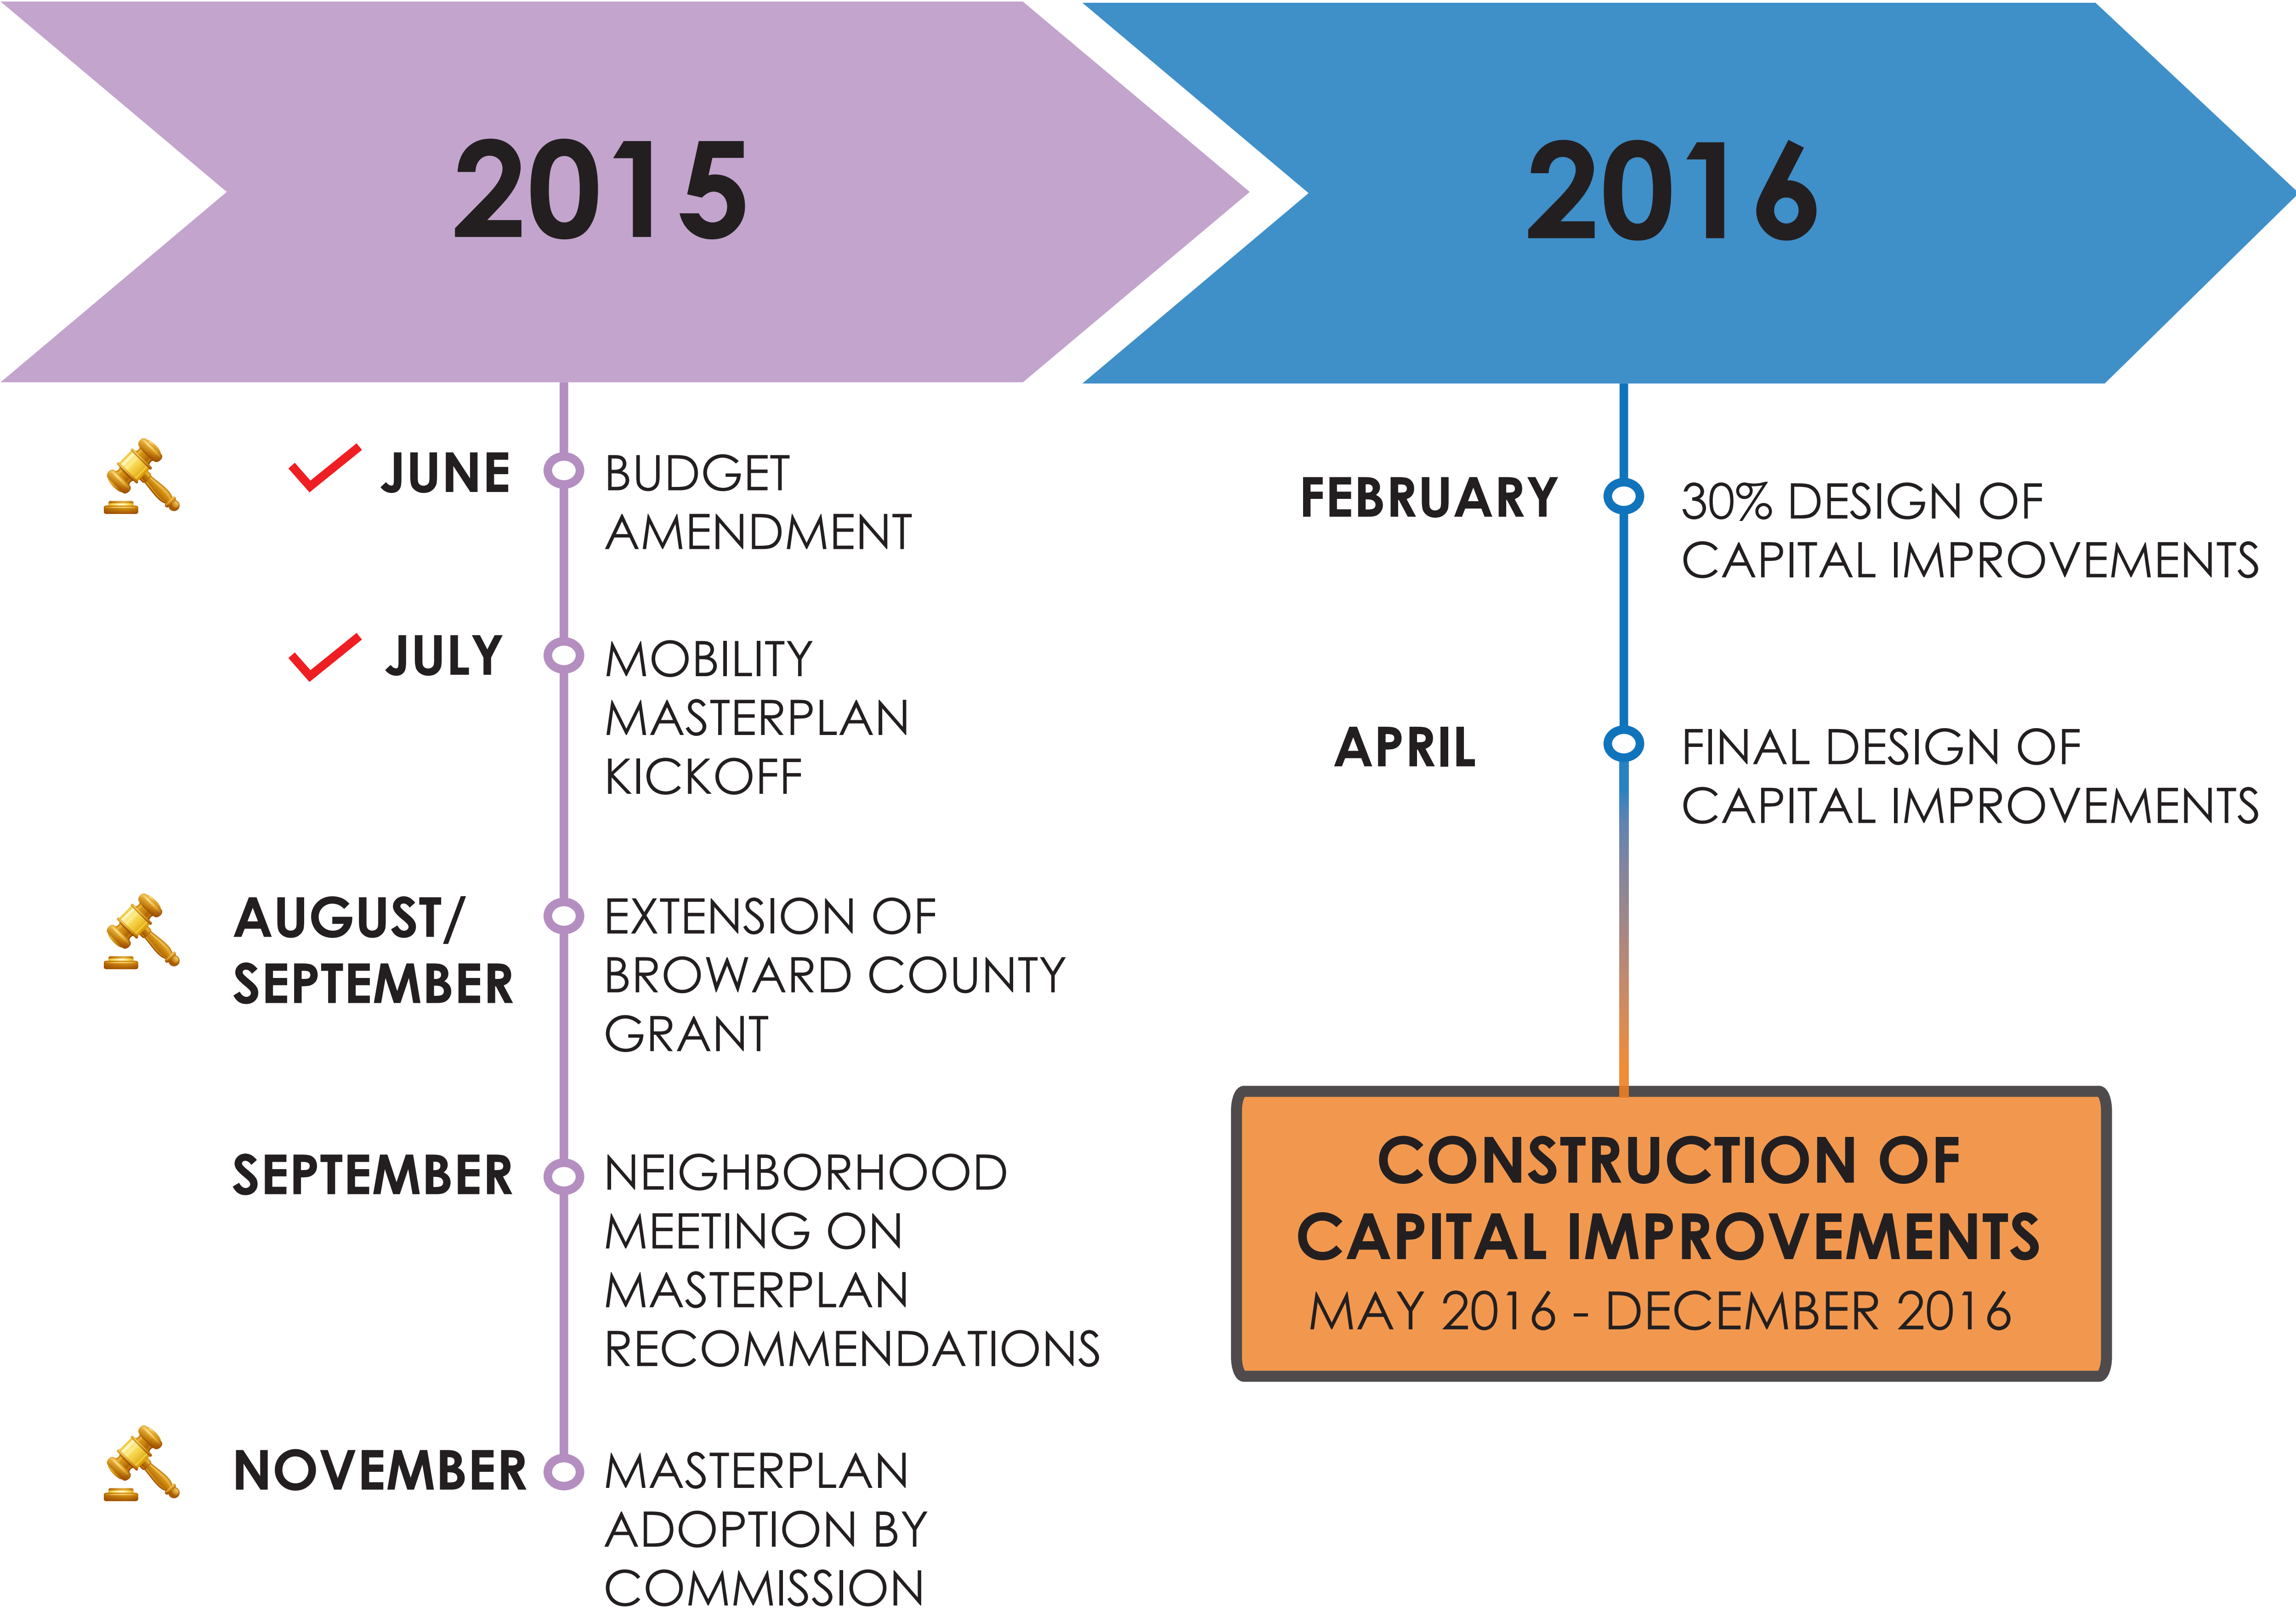 2015
JUNE
BUDGET
AMENDMENT
JULY
MOBILITY
MASTERPLAN
KICKOFF
AUGUST/
SEPTEMBER
EXTENSION OF
BROWARD COUNTY
GRANT
SEPTEMBER
NEIGHBORHOOD
MEETING ON
MASTERPLAN
RECOMMENDATIONS
NOVEMBER
MASTERPLAN
ADOPTION BY
COMMISSION
2016
FEBRUARY
30% DESIGN OF
CAPITAL IMPROVEMENTS
APRIL
FINAL DESIGN OF
CAPITAL IMPROVEMENTS
CONSTRUCTION OF
CAPITAL IMPROVEMENTS
MAY 2016 - DECEMBER 2016